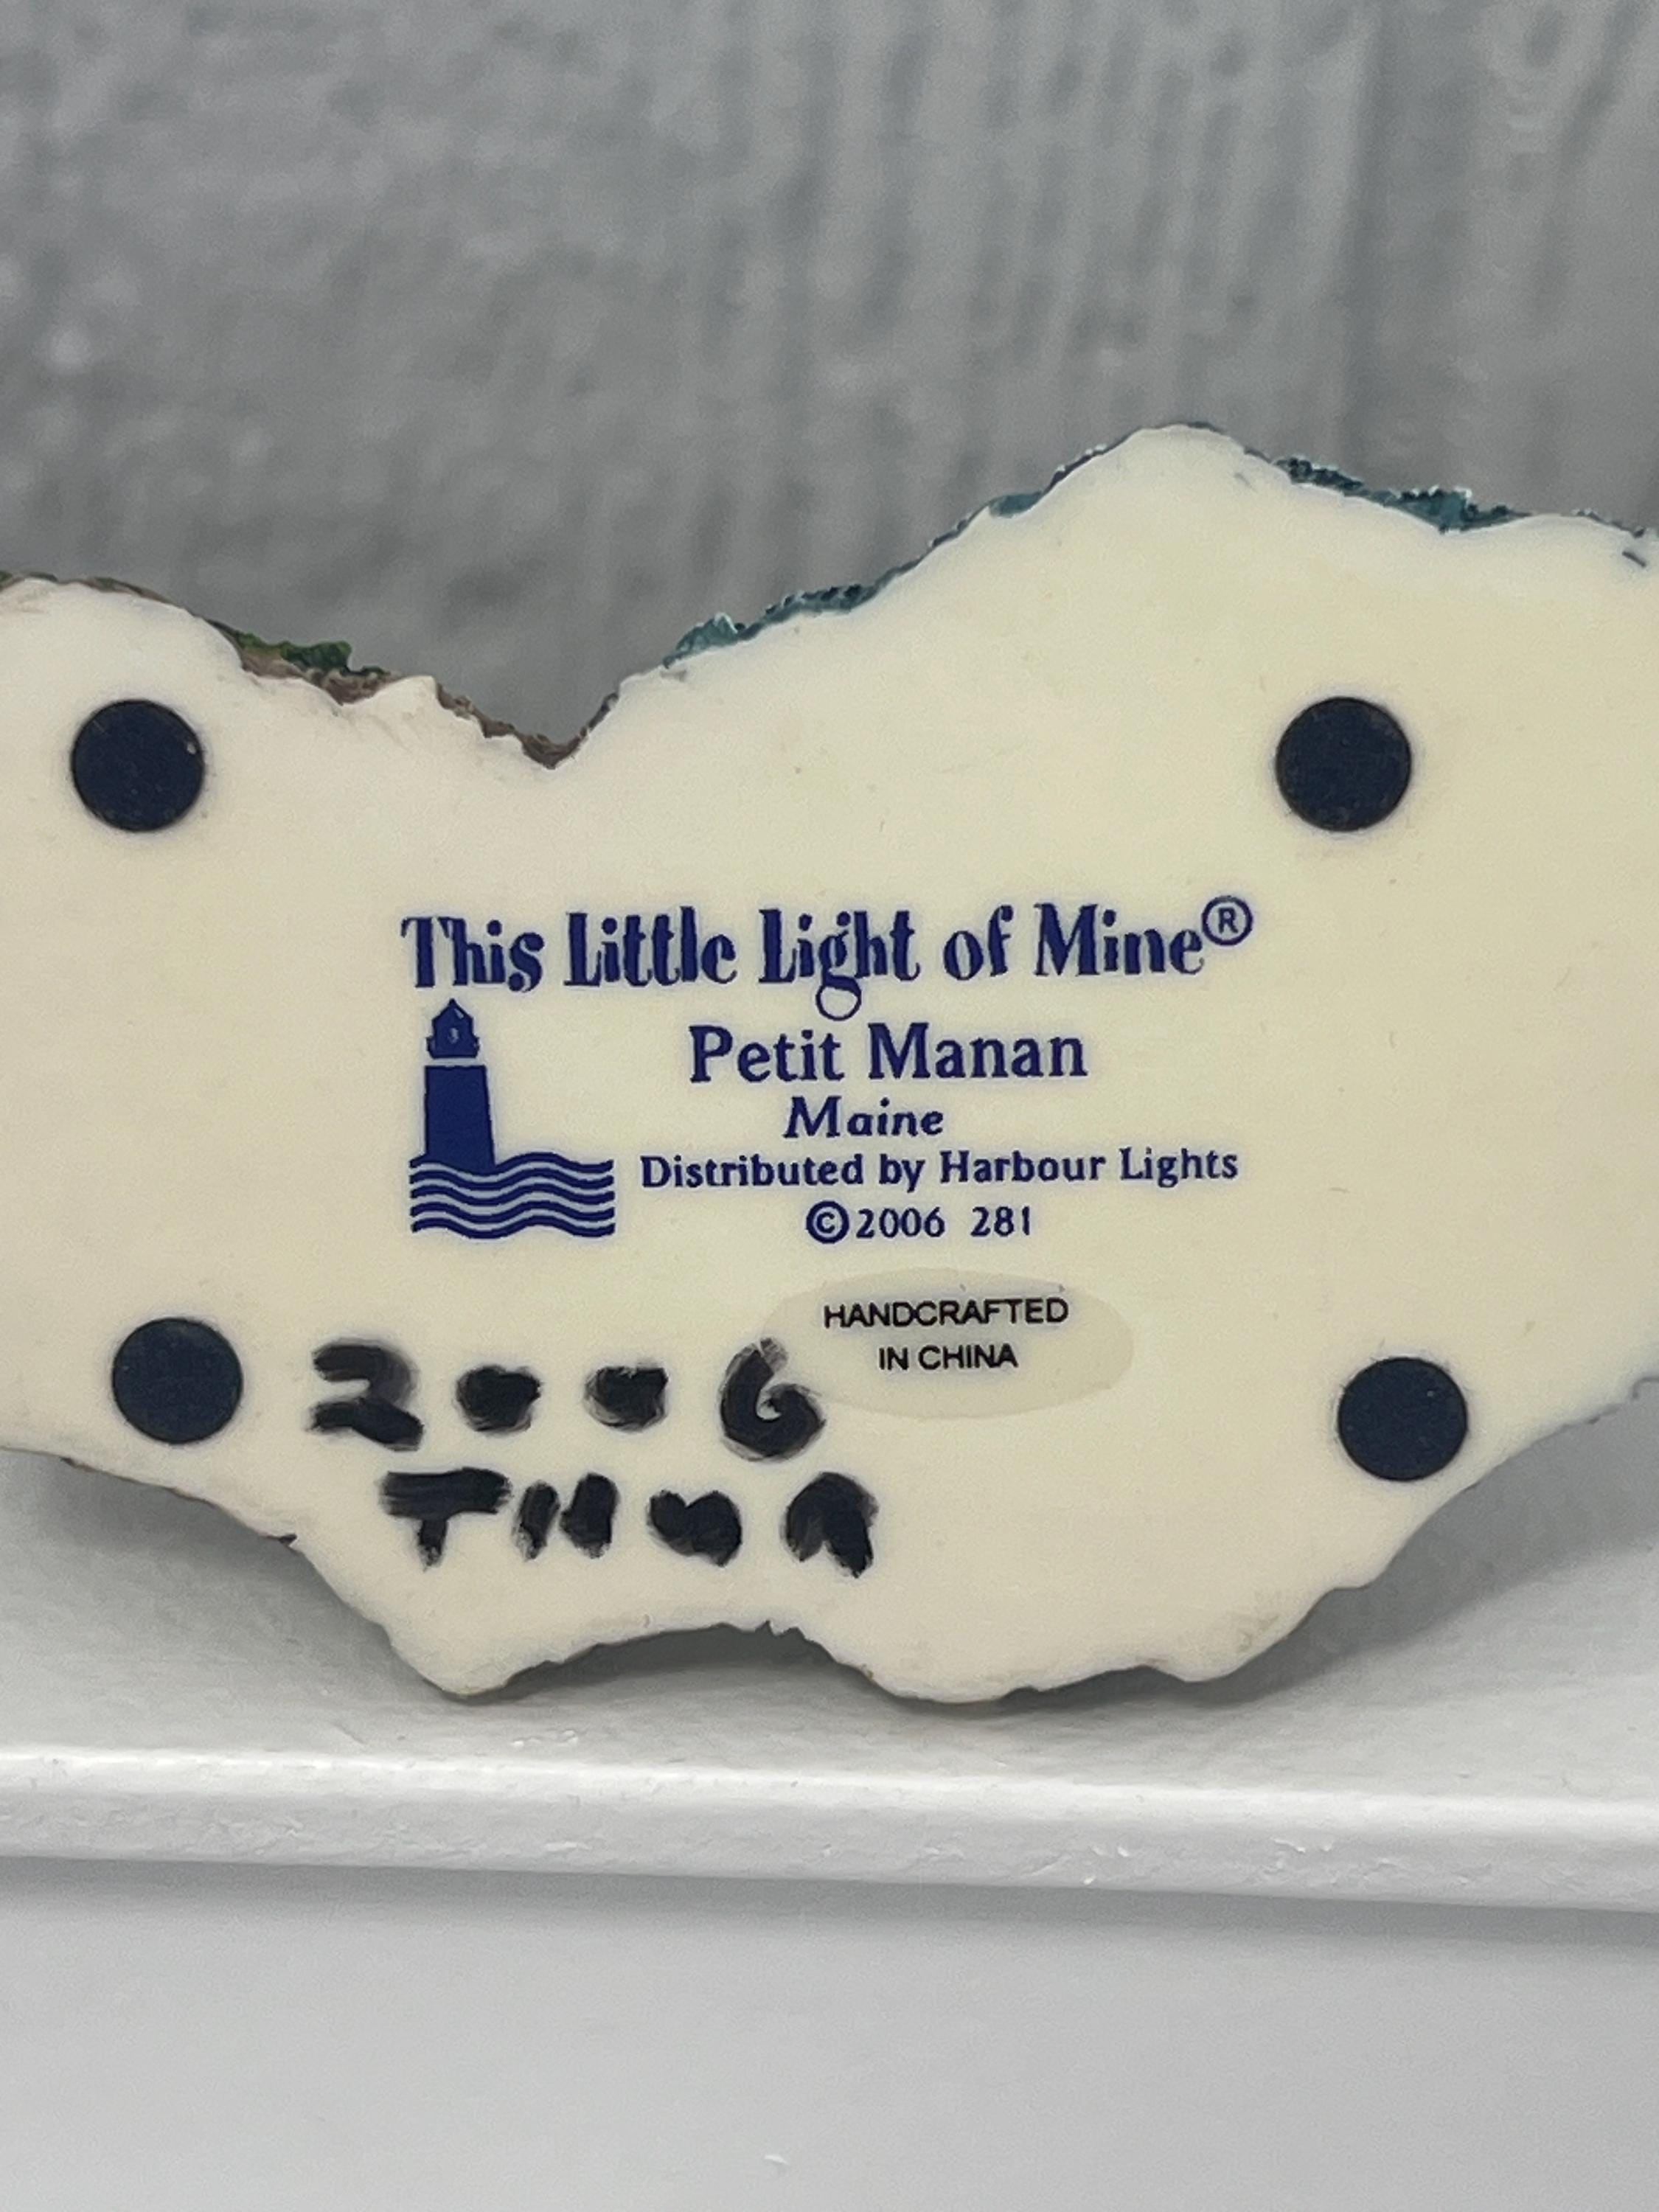 This Little Light of Mine®
Petit Manan
Maine
Distributed by Harbour Lights
©2006 281
HANDCRAFTED
IN CHINA
2006